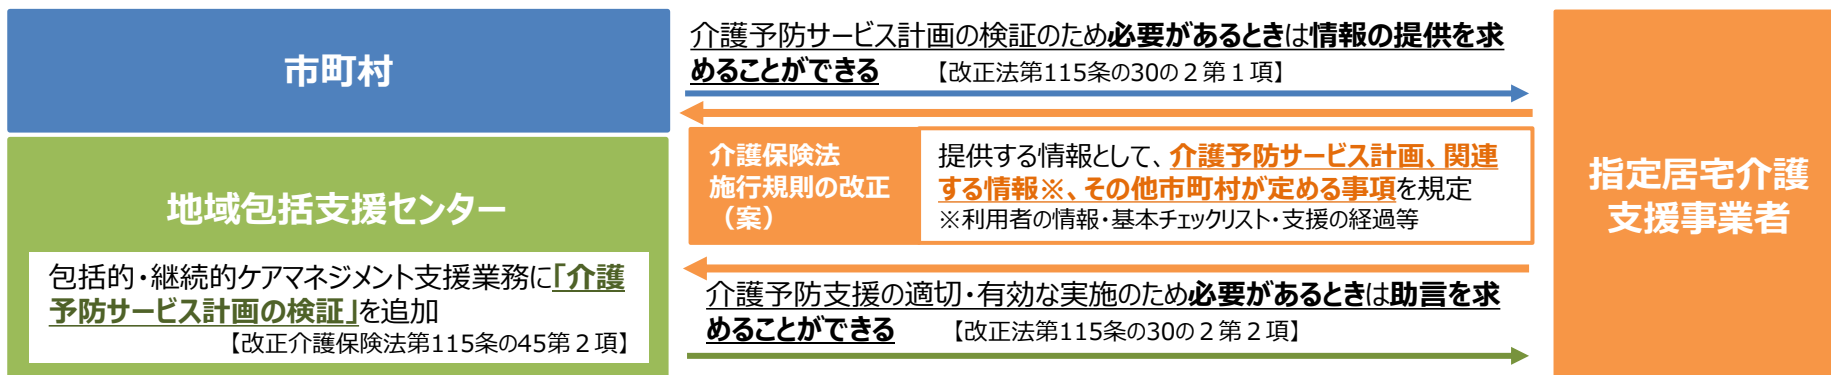 市町村
地域包括支援センター
包括的・継続的ケアマネジメント支援業務に「介護
予防サービス計画の検証」を追加
【改正介護保険法第115条の45第２項】
介護予防サービス計画の検証のため必要があるときは情報の提供を求
めることができる　【改正法第115条の30の２第１項】
介護保険法
施行規則の改正
（案）
提供する情報として、介護予防サービス計画、関連
する情報※、その他市町村が定める事項を規定
※利用者の情報・基本チェックリスト・支援の経過等
介護予防支援の適切・有効な実施のため必要があるときは助言を求
めることができる　【改正法第115条の30の２第２項】
指定居宅介護
支援事業者